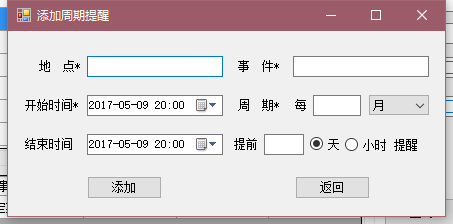 添加周期提醒
地 点* 事 件*
开始时间* 2017-05-09 20:00 周 期* 每 月
结束时间 2017-05-09 20:00 提前 天 小时 提醒
添加 返回